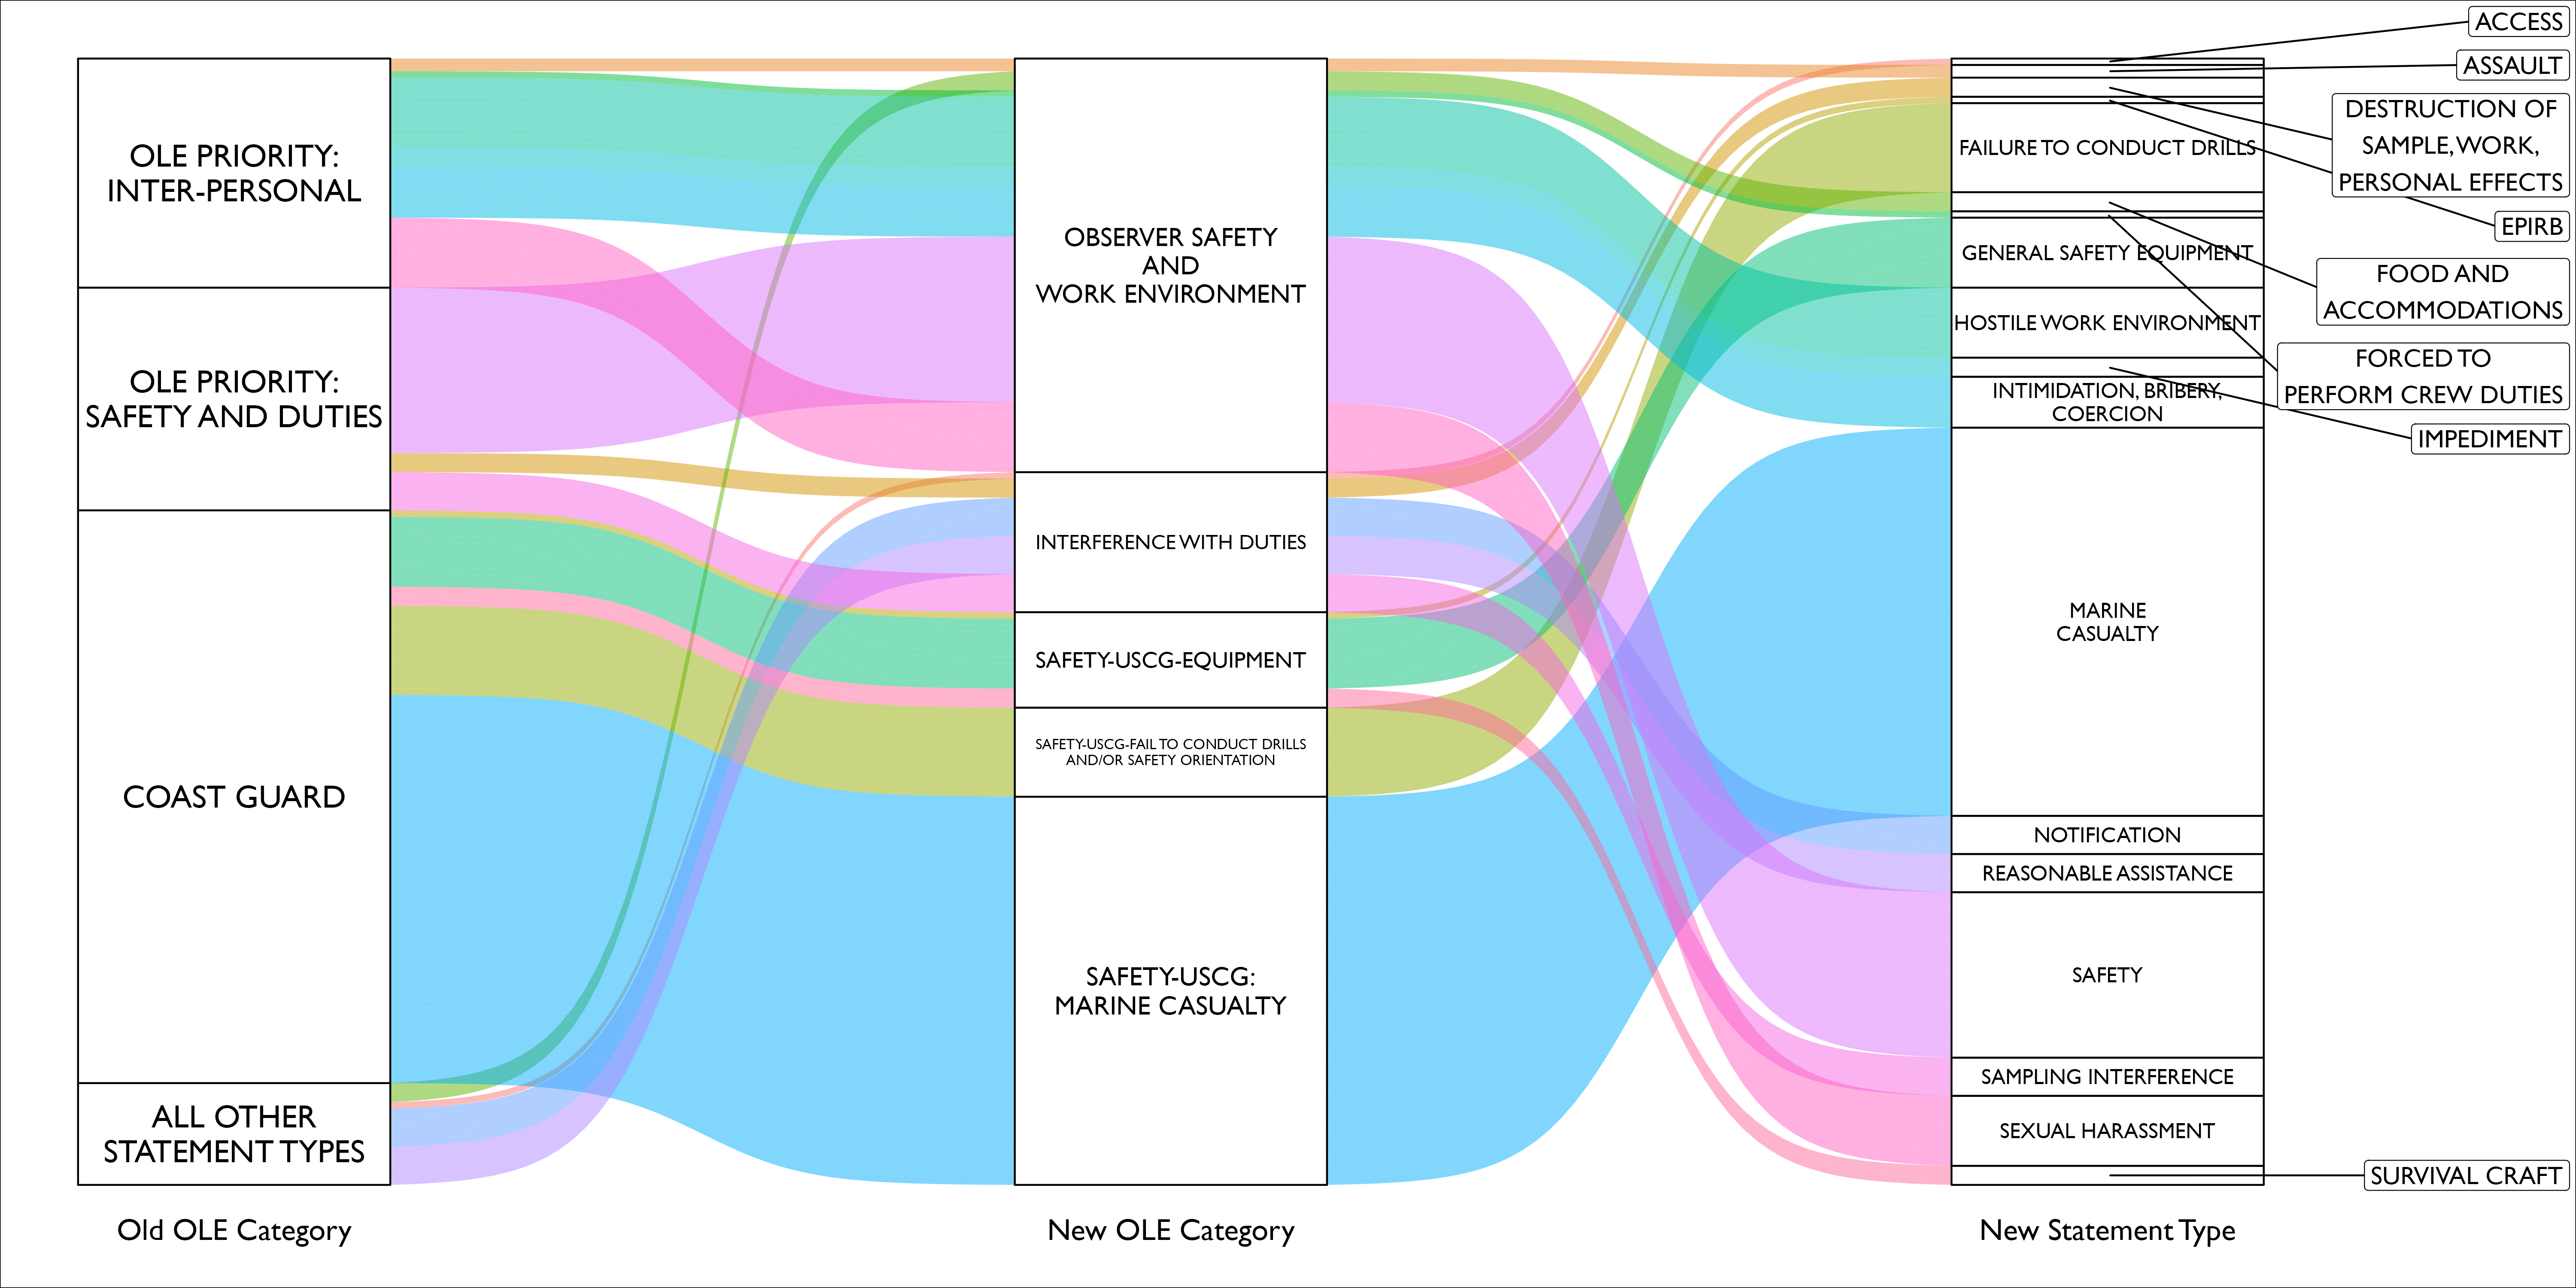 OLE PRIORITY:
INTER-PERSONAL
OLE PRIORITY:
SAFETY AND DUTIES
COAST GUARD
ALL OTHER
STATEMENT TYPES
Old OLE Category
OBSERVER SAFETY
AND
WORK ENVIRONMENT
INTERFERENCE WITH DUTIES
SAFETY-USCG-EQUIPMENT
SAFETY-USCG-FAIL TO CONDUCT DRILLS
AND/OR SAFETY ORIENTATION
SAFETY-USCG:
MARINE CASUALTY
New OLE Category
FAILURE TO CONDUCT DRILLS
GENERAL SAFETY EQUIPMENT
HOSTILE WORK ENVIRONMENT
INTIMIDATION, BRIBERY,
COERCION
MARINE
CASUALTY
NOTIFICATION
REASONABLE ASSISTANCE
SAFETY
SAMPLING INTERFERENCE
SEXUAL HARASSMENT
New Statement Type
ACCESS
ASSAULT
DESTRUCTION OF
SAMPLE, WORK,
PERSONAL EFFECTS
EPIRB
FOOD AND
ACCOMMODATIONS
FORCED TO
PERFORM CREW DUTIES
IMPEDIMENT
SURVIVAL CRAFT